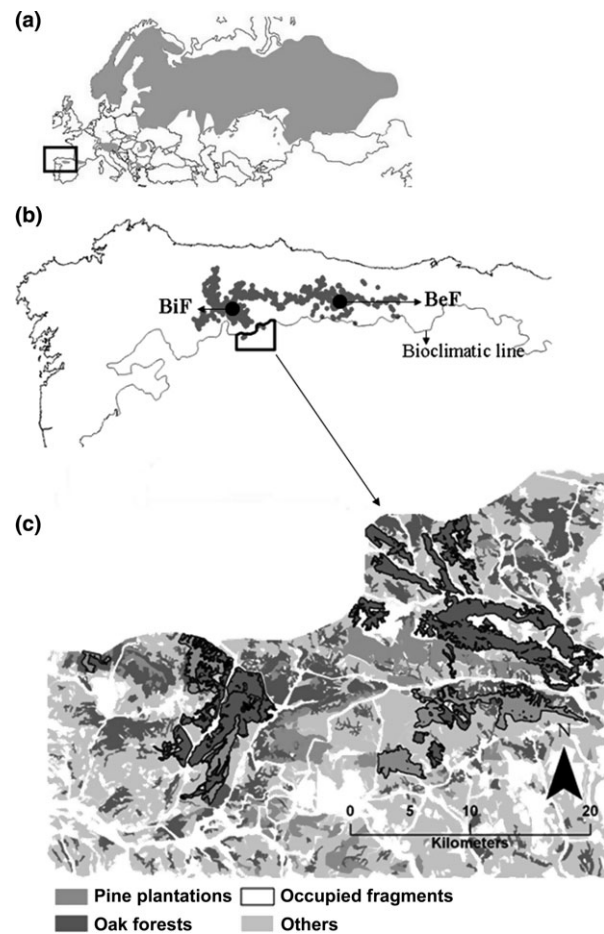 (a)
(b)
BiF
BeF
Bioclimatic line
(c)
N
0 5 10 20
Kilometers
Pine plantations
Occupied fragments
Oak forests
Others